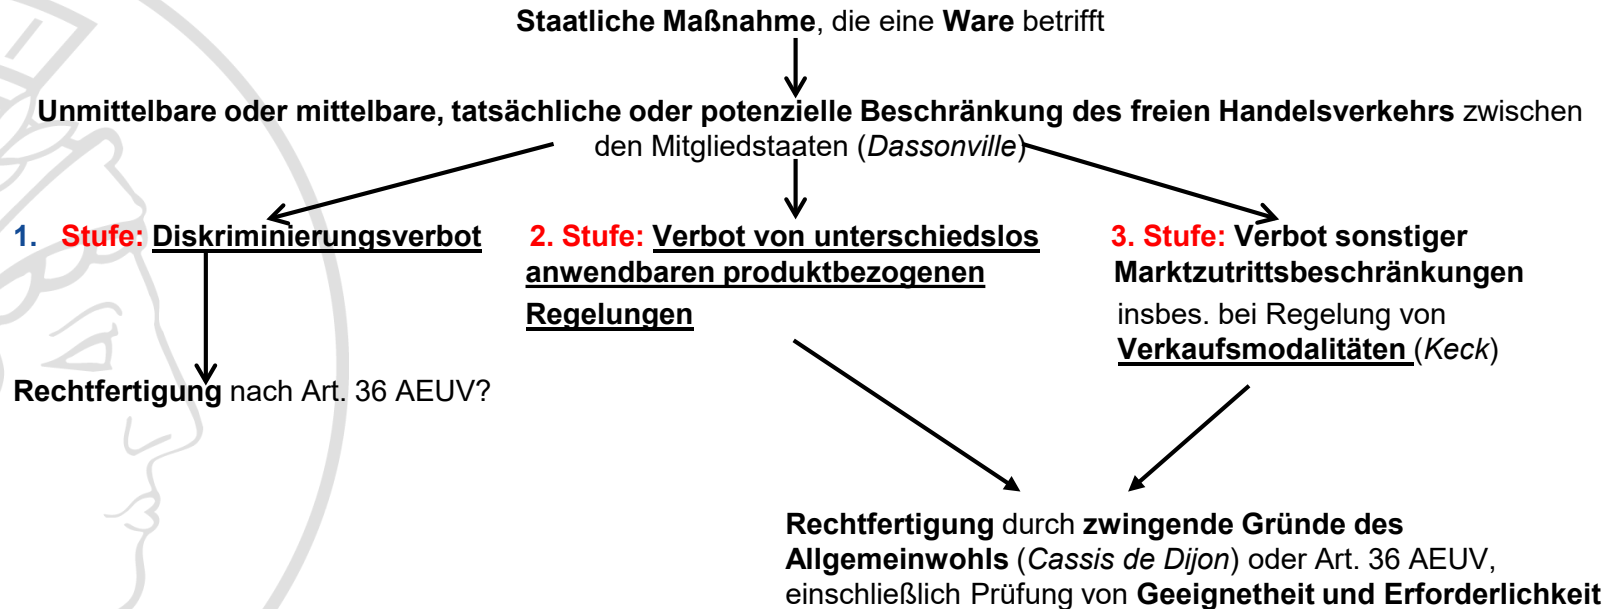 Staatliche Maßnahme, die eine Ware betrifft
Unmittelbare oder mittelbare, tatsächliche oder potenzielle Beschränkung des freien Handelsverkehrs zwischen
den Mitgliedstaaten (Dassonville)
1. Stufe: Diskriminierungsverbot
Rechtfertigung nach Art. 36 AEUV?
2. Stufe: Verbot von unterschiedslos
anwendbaren produktbezogenen
Regelungen
3. Stufe: Verbot sonstiger
Marktzutrittsbeschränkungen
insbes. bei Regelung von
Verkaufsmodalitäten (Keck)
Rechtfertigung durch zwingende Gründe des
Allgemeinwohls (Cassis de Dijon) oder Art. 36 AEUV,
einschließlich Prüfung von Geeignetheit und Erforderlichkeit